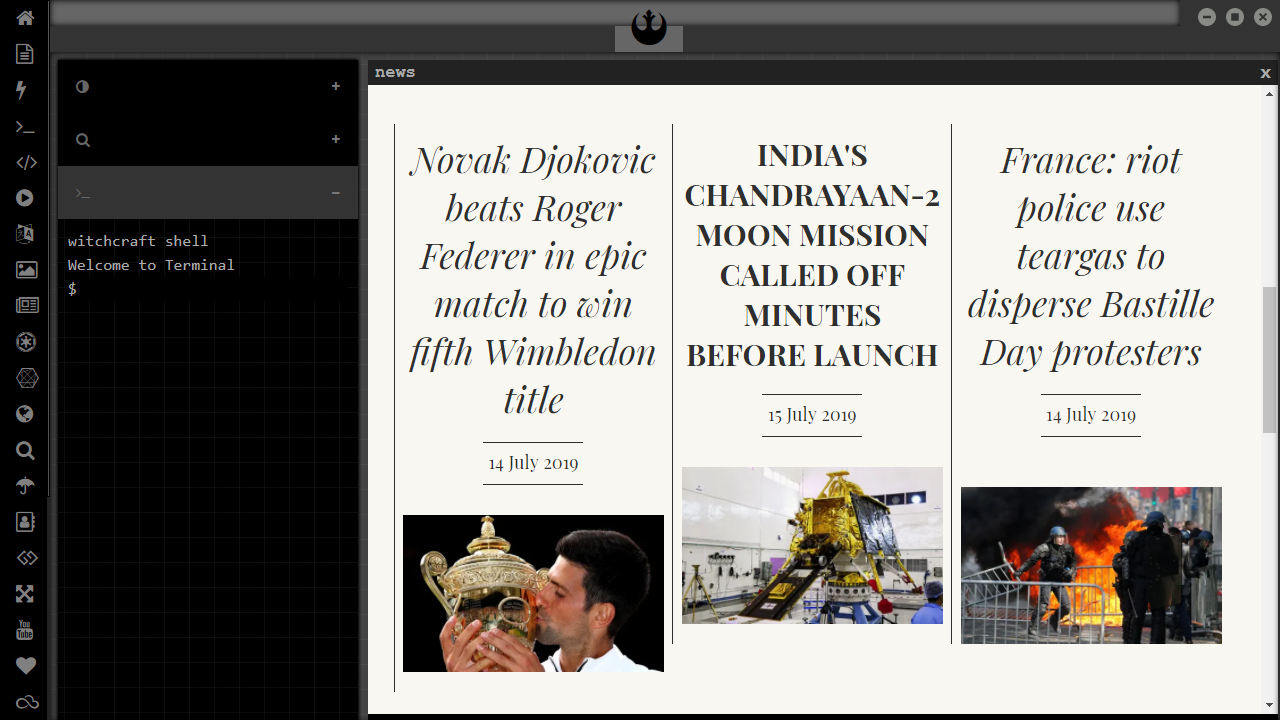 news
x
+
+
−
witchcraft shell
Welcome to Terminal
$
Novak Djokovic
beats Roger
Federer in epic
match to win
fifth Wimbledon
title
14 July 2019
INDIA'S
CHANDRAYAAN-2
MOON MISSION
CALLED OFF
MINUTES
BEFORE LAUNCH
15 July 2019
France: riot
police use
teargas to
disperse Bastille
Day protesters
14 July 2019
You
Tube